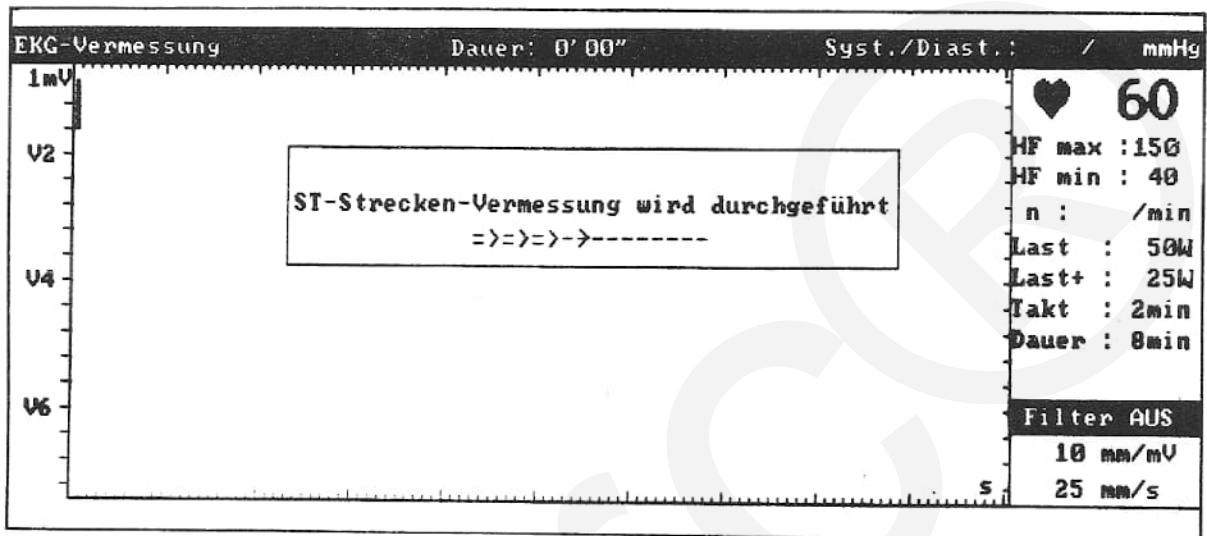 EKG-Vermessung Dauer: 0'00" Syst./Diast.: / mmHg
1mV
V2
V4
V6
ST-Strecken-Vermessung wird durchgeführt
=>=>=>->--------
s
♥ 60
HF max :150
HF min : 40
n : /min
Last : 50W
Last+ : 25W
Takt : 2min
Dauer : 8min
Filter AUS
10 mm/mV
25 mm/s
C®